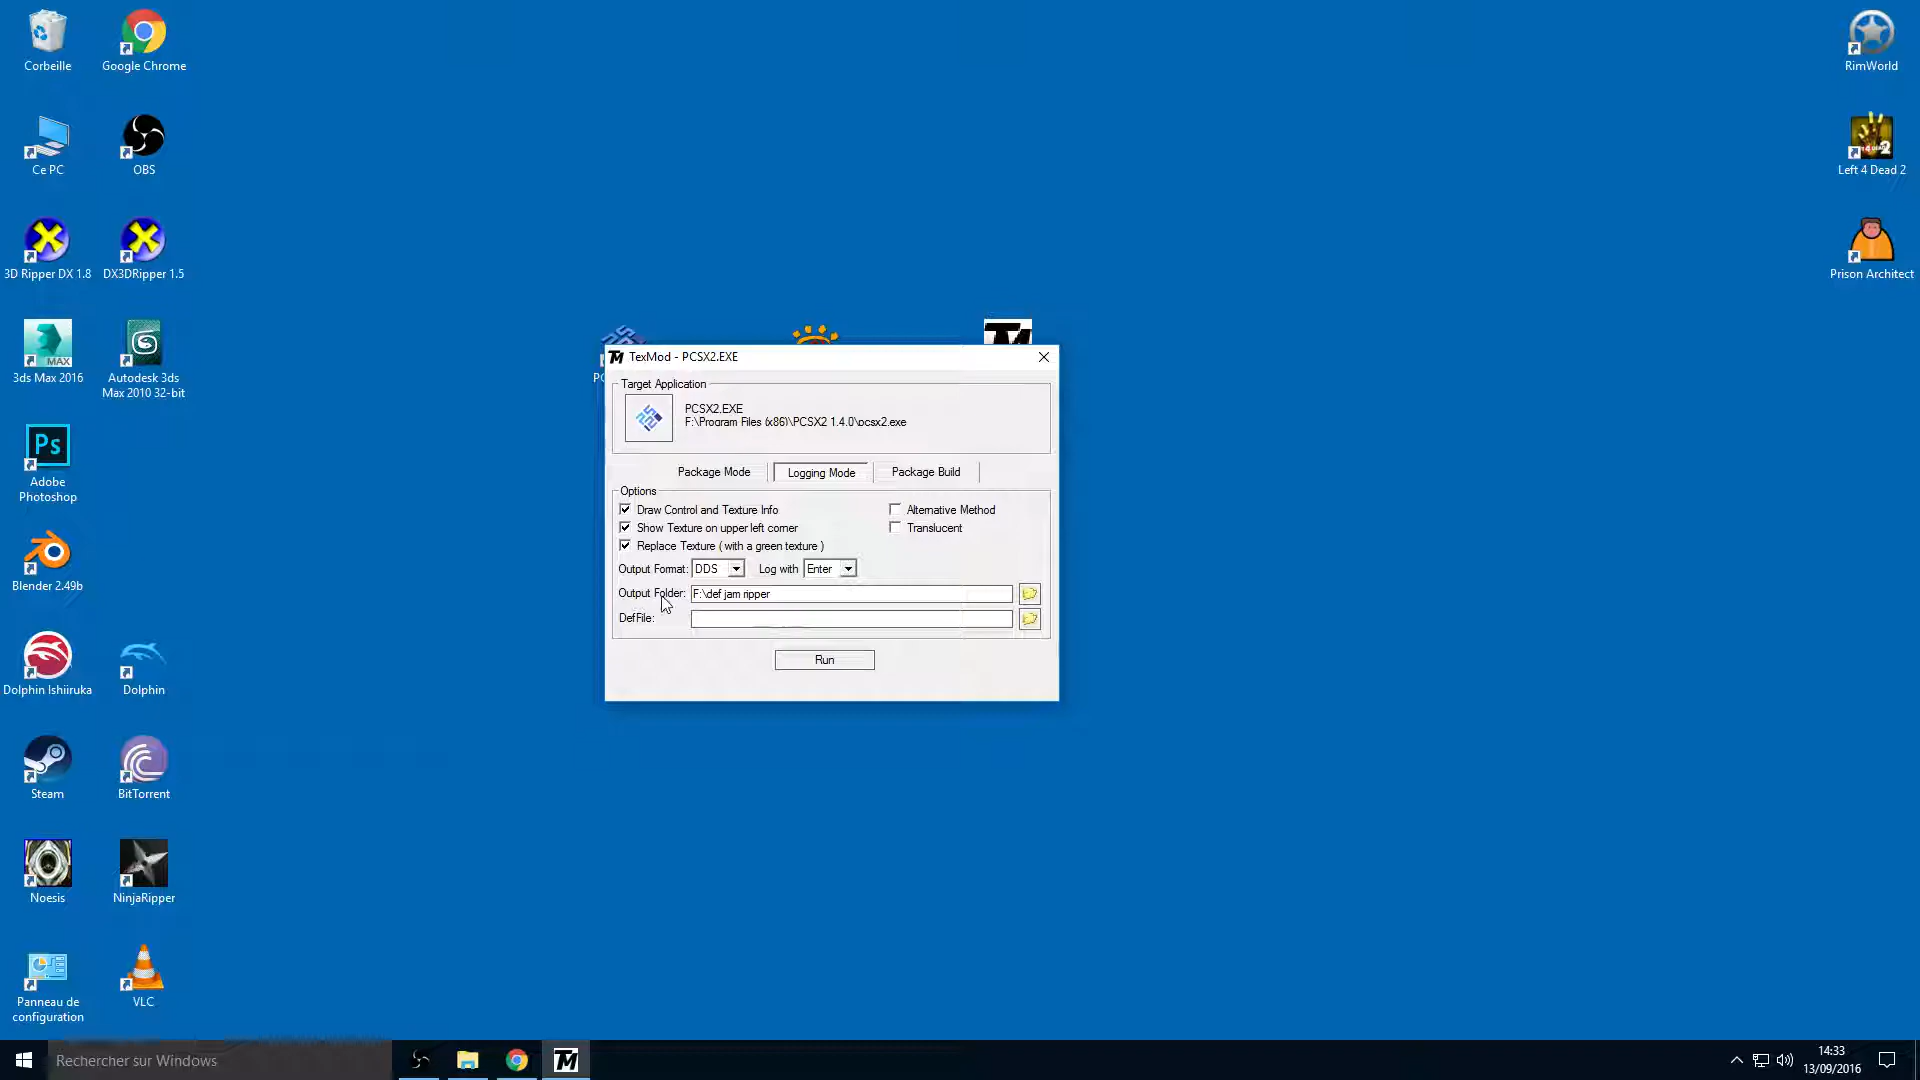 Corbeille
Google Chrome
RimWorld
Ce PC
OBS
Left 4 Dead 2
3D Ripper DX 1.8
DX3DRipper 1.5
Prison Architect
MAX
3ds Max 2016
Autodesk 3ds
Max 2010 32-bit
Ps
Adobe
Photoshop
Blender 2.49b
Dolphin Ishiiruka
Dolphin
Steam
BitTorrent
Noesis
NinjaRipper
Panneau de
configuration
VLC
TexMod - PCSX2.EXE
Target Application
PCSX2.EXE
F:\Program Files (x86)\PCSX2 1.4.0\pcsx2.exe
Package Mode
Logging Mode
Package Build
Options
Draw Control and Texture Info
Alternative Method
Show Texture on upper left corner
Translucent
Replace Texture ( with a green texture )
Output Format: DDS
Log with Enter
Output Folder: F:\def jam ripper
DefFile:
Run
Rechercher sur Windows
14:33
13/09/2016